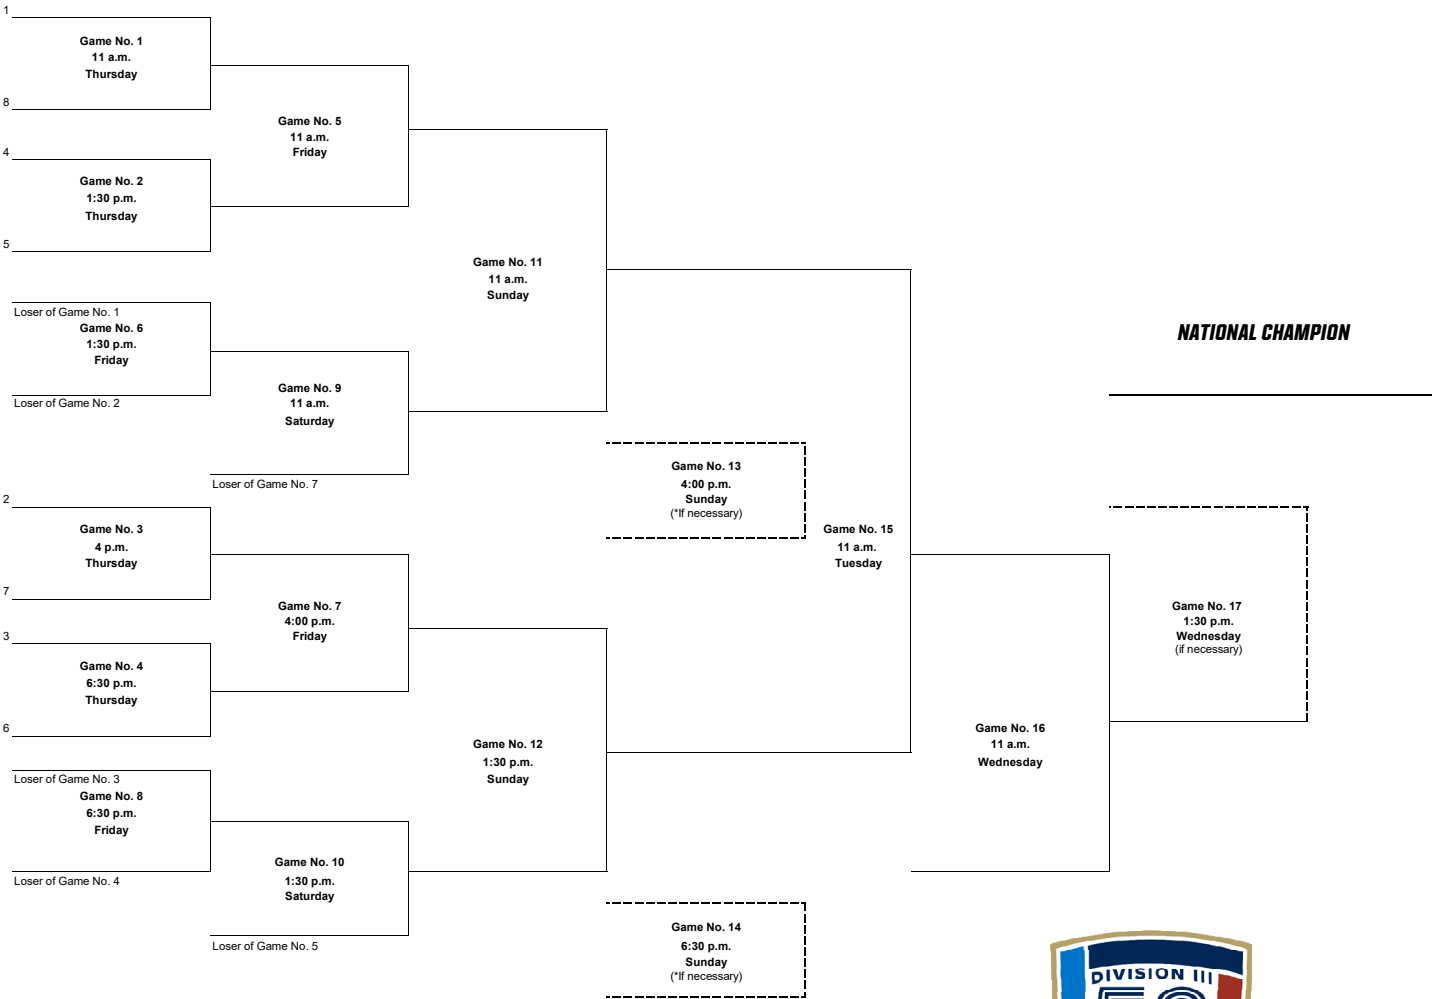 1
Game No. 1
11 a.m.
Thursday
8
Game No. 5
11 a.m.
Friday
4
Game No. 2
1:30 p.m.
Thursday
5
Game No. 11
11 a.m.
Sunday
Loser of Game No. 1
Game No. 6
1:30 p.m.
Friday
Loser of Game No. 2
Game No. 9
11 a.m.
Saturday
Loser of Game No. 7
NATIONAL CHAMPION
Game No. 13
4:00 p.m.
Sunday
(*If necessary)
2
Game No. 3
4 p.m.
Thursday
7
Game No. 15
11 a.m.
Tuesday
Game No. 7
4:00 p.m.
Friday
Game No. 17
1:30 p.m.
Wednesday
(if necessary)
3
Game No. 4
6:30 p.m.
Thursday
6
Game No. 12
1:30 p.m.
Sunday
Game No. 16
11 a.m.
Wednesday
Loser of Game No. 3
Game No. 8
6:30 p.m.
Friday
Loser of Game No. 4
Game No. 10
1:30 p.m.
Saturday
Loser of Game No. 5
Game No. 14
6:30 p.m.
Sunday
(*If necessary)
DIVISION III